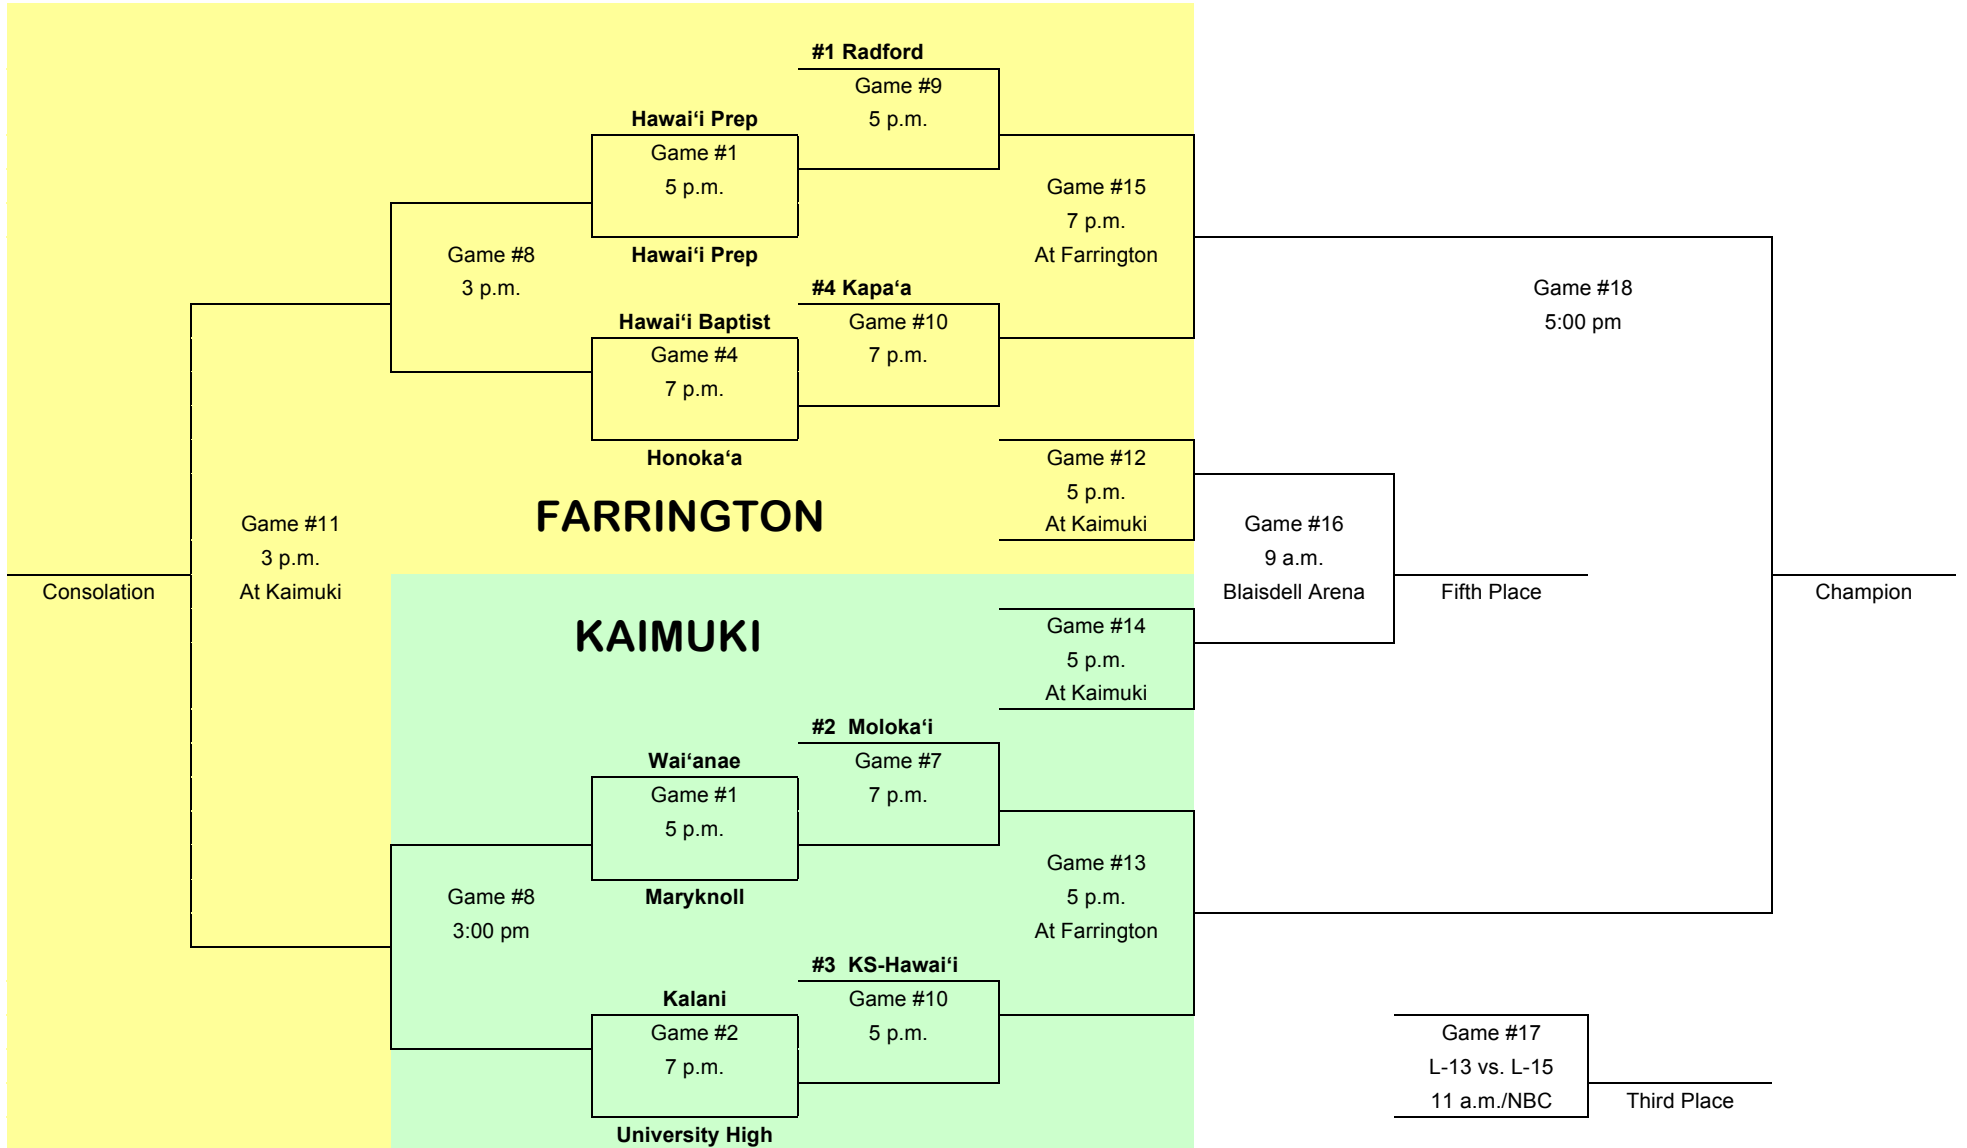 #1 Radford
Game #9
5 p.m.
Hawai‘i Prep
Game #1
5 p.m.
Hawai‘i Prep
Game #8
3 p.m.
Game #15
7 p.m.
At Farrington
#4 Kapa‘a
Game #10
7 p.m.
Hawai‘i Baptist
Game #4
7 p.m.
Honoka‘a
Game #18
5:00 pm
Game #12
5 p.m.
At Kaimuki
FARRINGTON
Game #11
3 p.m.
At Kaimuki
Consolation
Game #16
9 a.m.
Blaisdell Arena
Fifth Place
Champion
KAIMUKI
Game #14
5 p.m.
At Kaimuki
#2 Moloka‘i
Game #7
7 p.m.
Wai‘anae
Game #1
5 p.m.
Maryknoll
Game #8
3:00 pm
Game #13
5 p.m.
At Farrington
#3 KS-Hawai‘i
Game #10
5 p.m.
Kalani
Game #2
7 p.m.
University High
Game #17
L-13 vs. L-15
11 a.m./NBC
Third Place